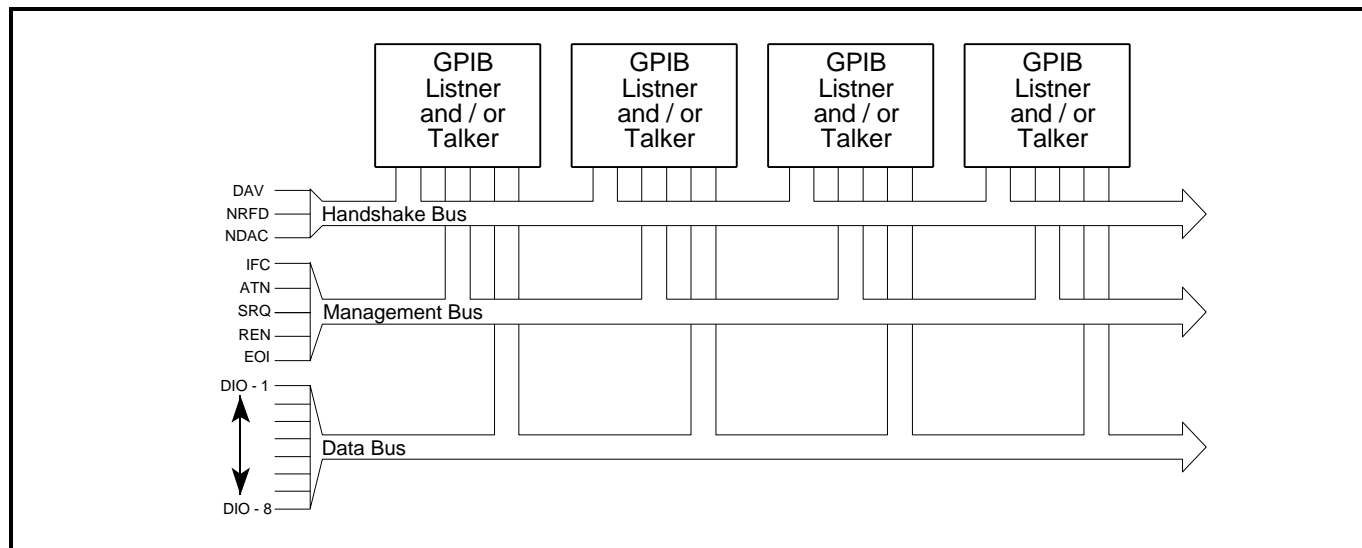 GPIB
Listner
and / or
Talker
GPIB
Listner
and / or
Talker
GPIB
Listner
and / or
Talker
GPIB
Listner
and / or
Talker
DAV
NRFD
NDAC
Handshake Bus
IFC
ATN
SRQ
REN
EOI
Management Bus
DIO - 1
DIO - 8
Data Bus